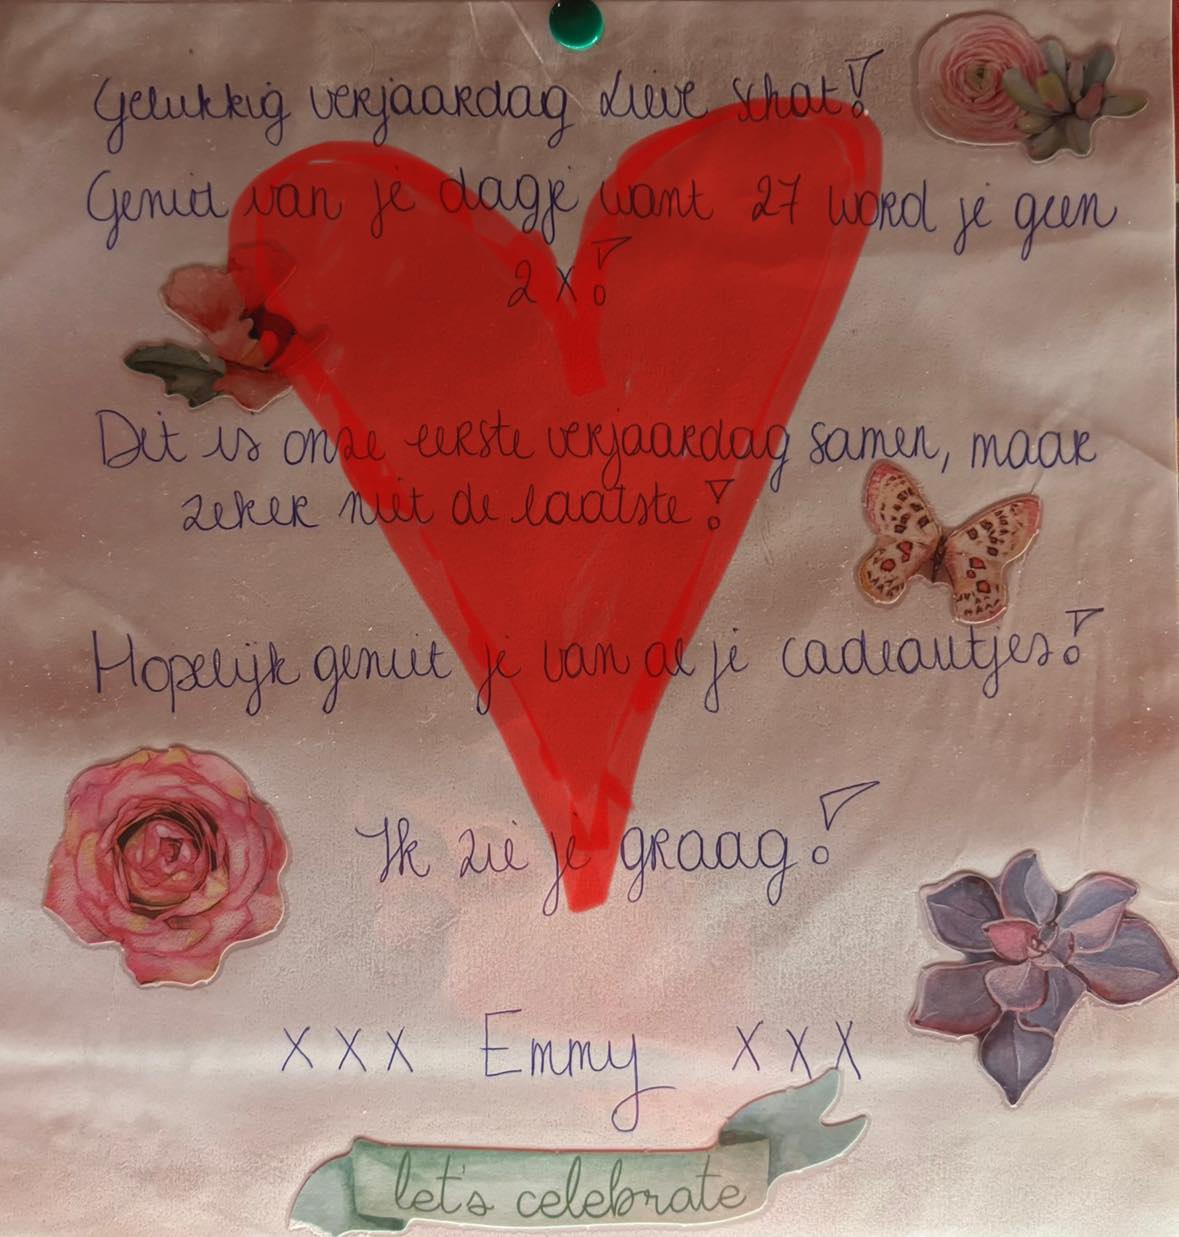 Gelukkig verjaardag Lieve schat!
Geniet van je dagje want 27 word je geen
2x!
Dit is onze eerste verjaardag samen, maar
zeker niet de laatste!
Hopelijk geniet je van al je cadeautjes!
Ik zie je graag!
XXX Emmy XXX
let's celebrate